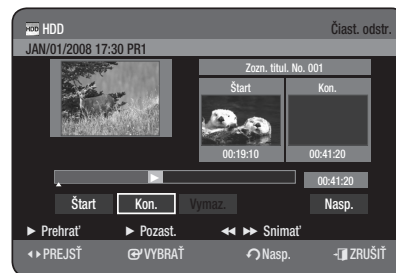 HDD HDD Čiast. odstr.
JAN/01/2008 17:30 PR1
Zozn. titul. No. 001
Štart Kon.
00:19:10 00:41:20
00:41:20
Štart Kon. Vymaz. Nasp.
► Prehrať ► Pozast. ◄◄ ►► Snímať
◄► PREJSŤ VYBRAŤ Nasp. ZRUŠIŤ